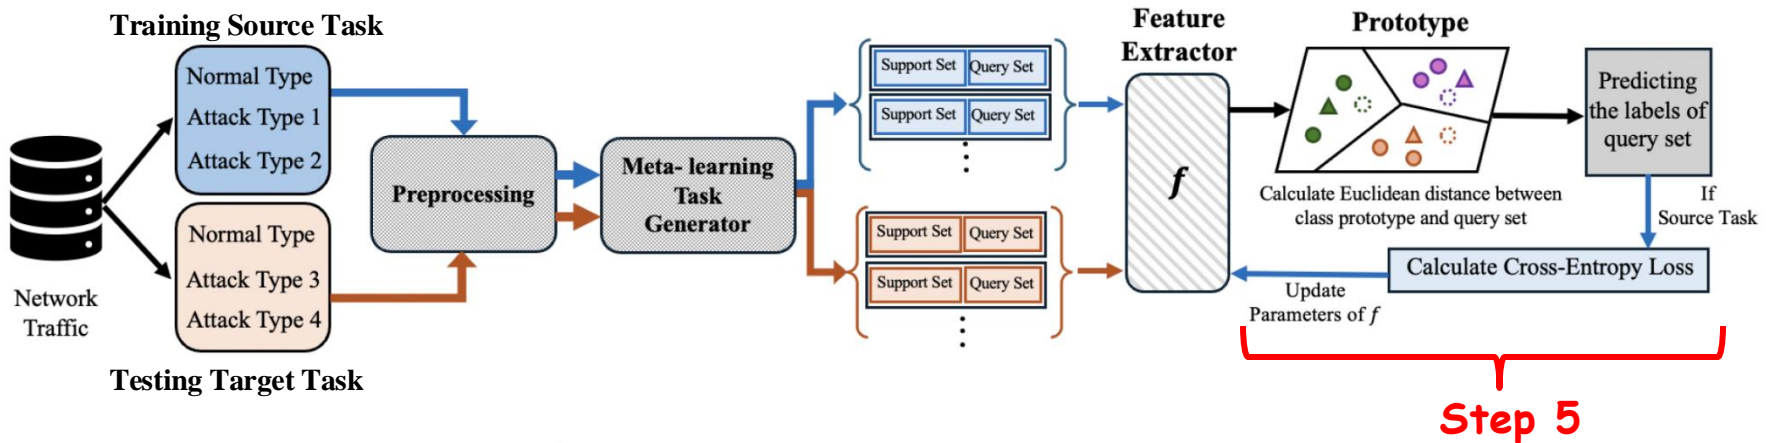 Training Source Task
Normal Type
Attack Type 1
Attack Type 2
Network
Traffic
Normal Type
Attack Type 3
Attack Type 4
Testing Target Task
Preprocessing
Meta- learning
Task
Generator
Support Set Query Set
Support Set Query Set
Support Set Query Set
Support Set Query Set
Feature
Extractor
f
Prototype
Calculate Euclidean distance between
class prototype and query set
Predicting
the labels of
query set
If
Source Task
Calculate Cross-Entropy Loss
Update
Parameters of f
Step 5